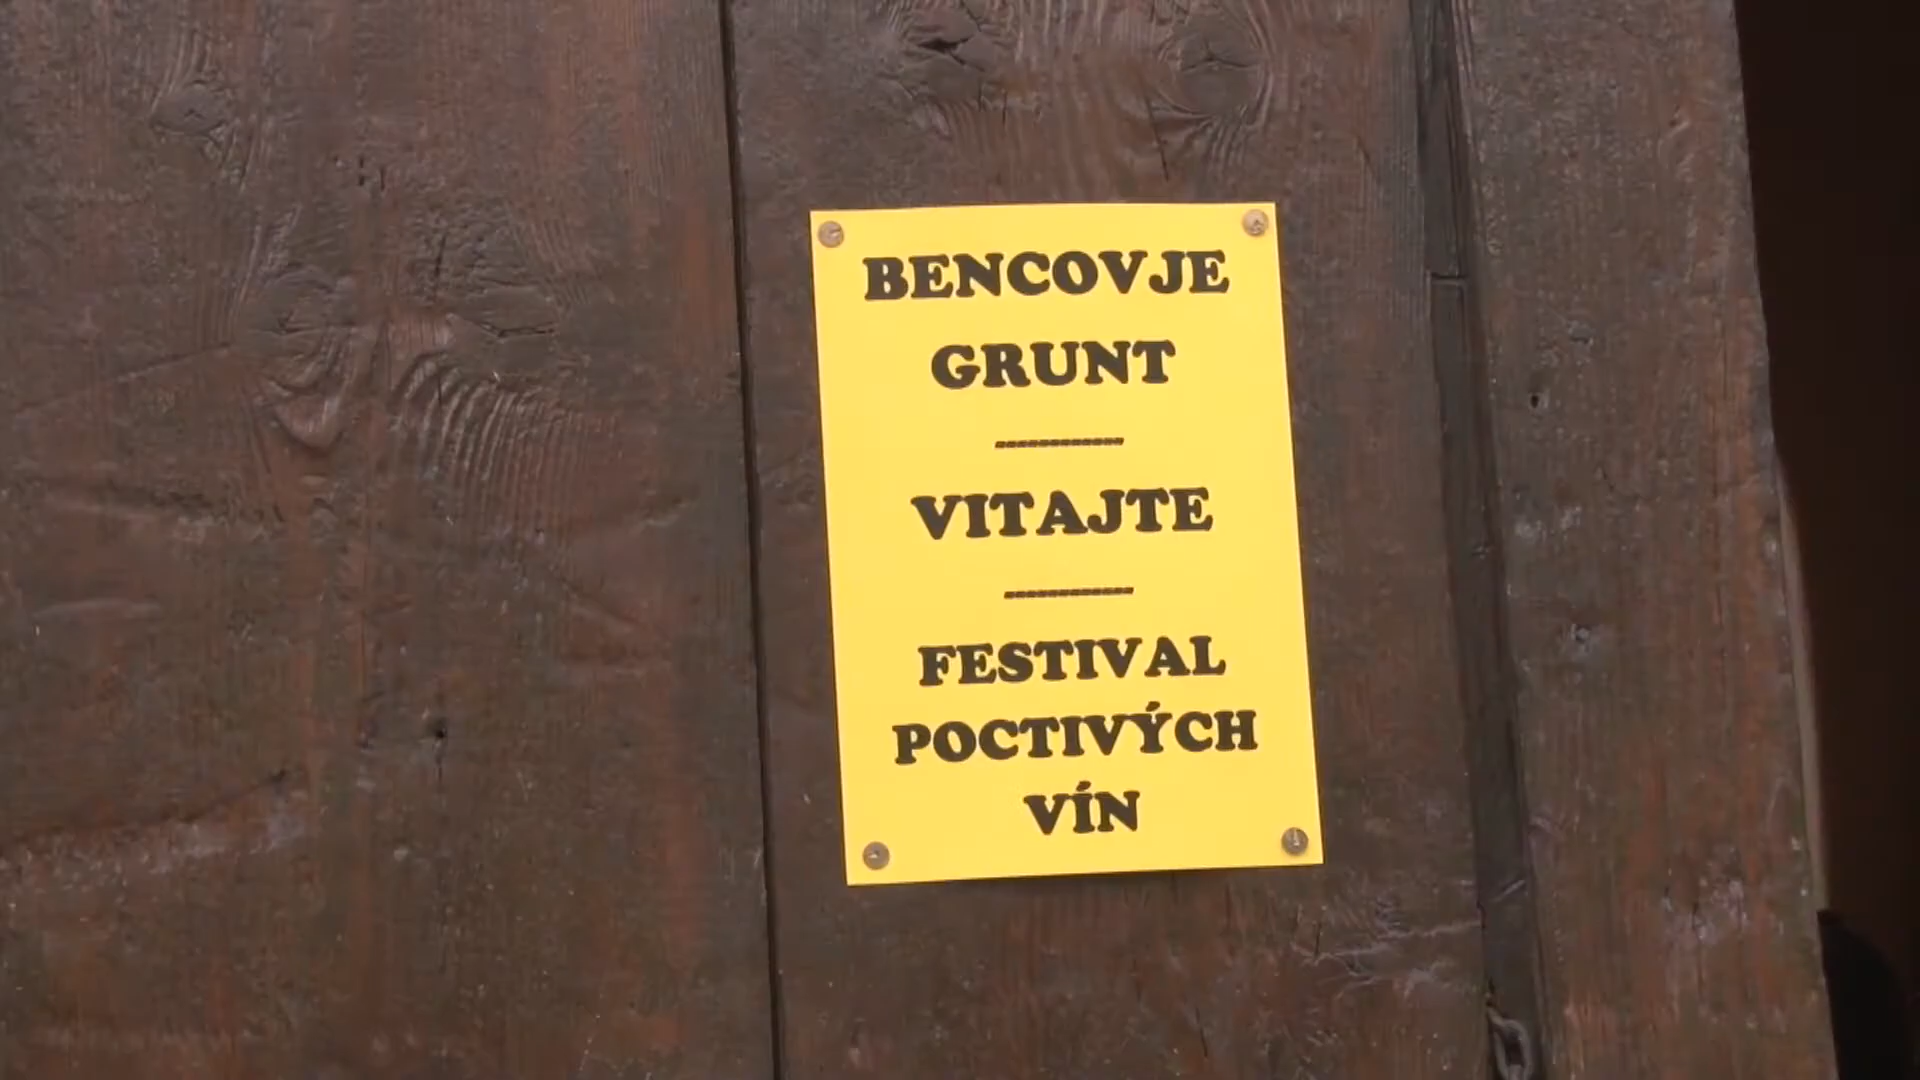 BENCOVJE
GRUNT
------------
VITAJTE
------------
FESTIVAL
POCTIVÝCH
VÍN